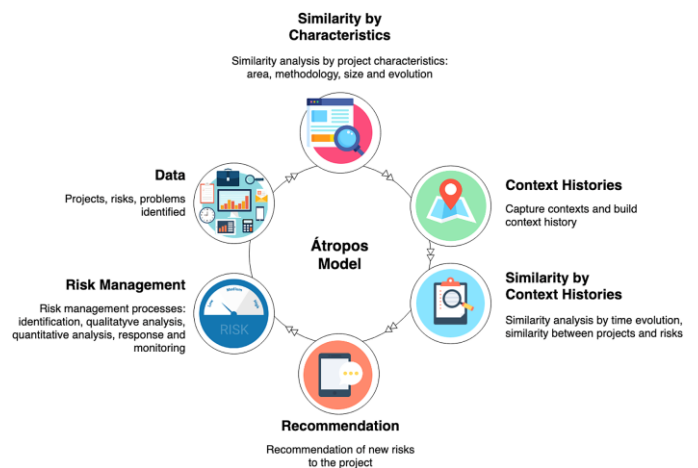 Similarity by
Characteristics
Similarity analysis by project characteristics:
area, methodology, size and evolution
Data
Projects, risks, problems
identified
Context Histories
Capture contexts and build
context history
Átropos
Model
Risk Management
Risk management processes:
identification, qualitatyve analysis,
quantitative analysis, response and
monitoring
RISK
Similarity by
Context Histories
Similarity analysis by time evolution,
similarity between projects and risks
Recommendation
Recommendation of new risks
to the project